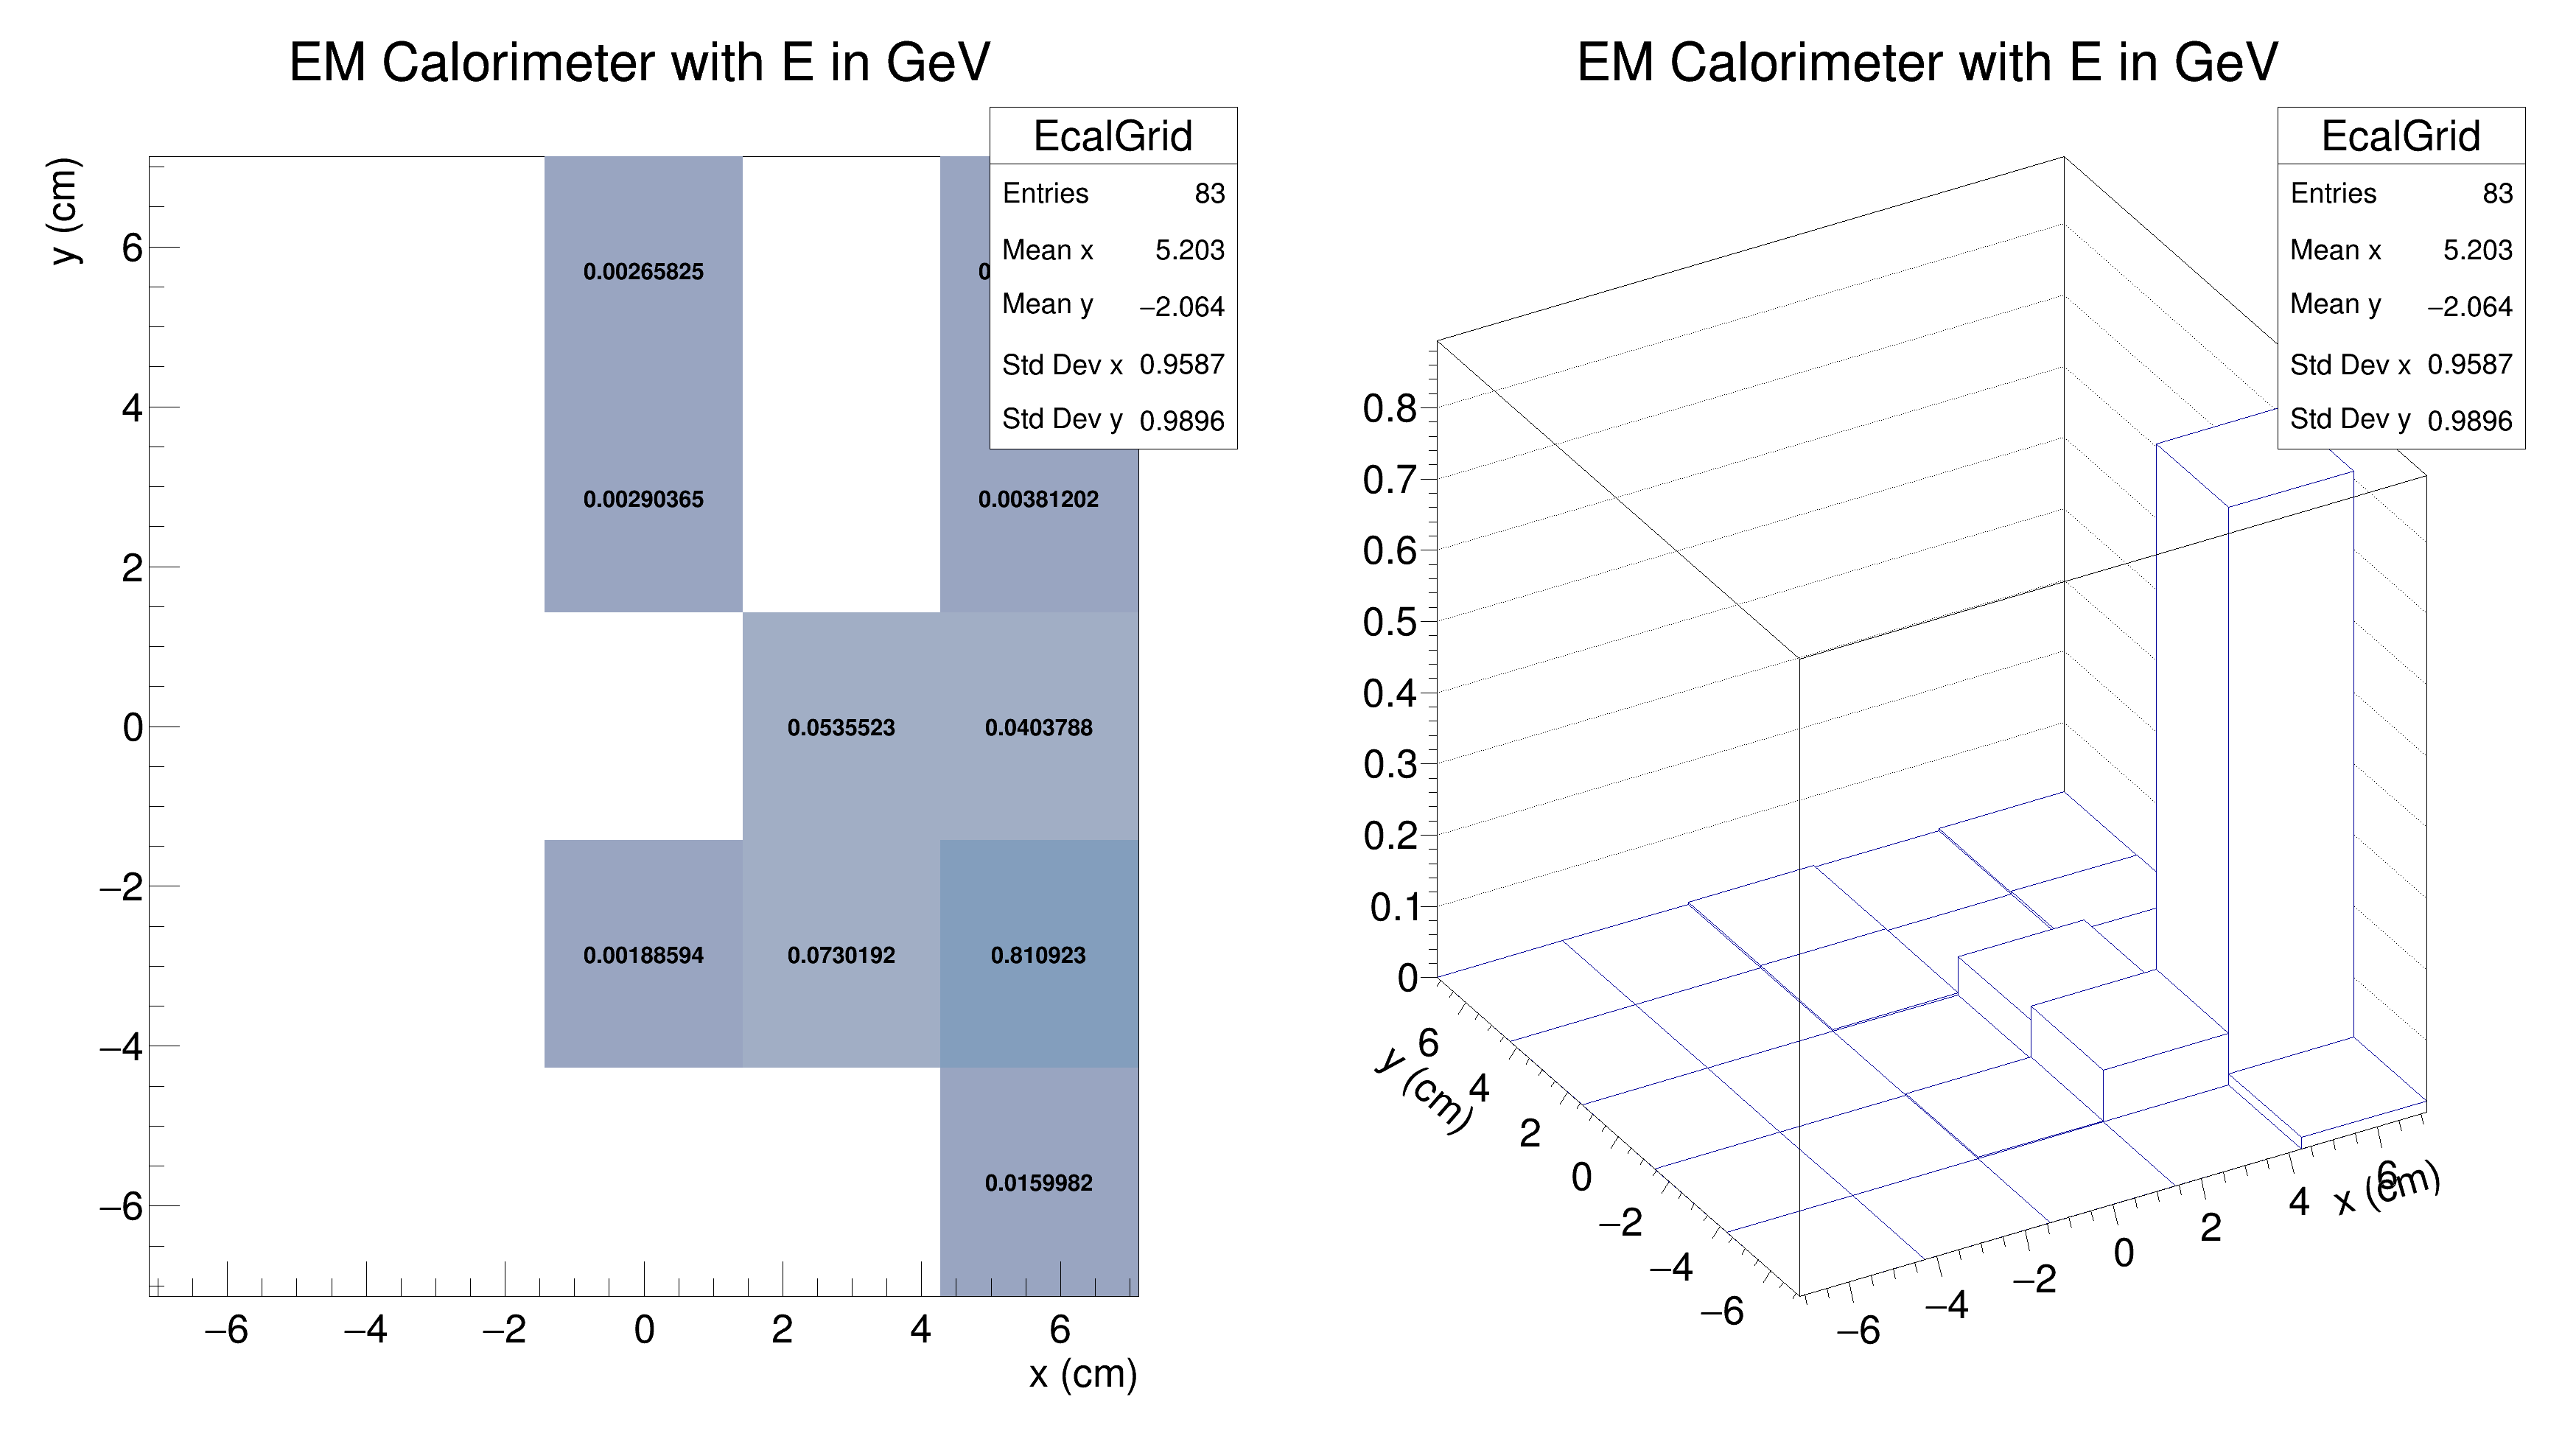 EM Calorimeter with E in GeV
EcalGrid
Entries 83
Mean x 5.203
Mean y −2.064
Std Dev x 0.9587
Std Dev y 0.9896
y (cm)
6
4
2
0
−2
−4
−6
0.00265825
0.00290365
0.00381202
0.0535523
0.0403788
0.00188594
0.0730192
0.810923
0.0159982
−6
−4
−2
0
2
4
6
x (cm)
EM Calorimeter with E in GeV
EcalGrid
Entries 83
Mean x 5.203
Mean y −2.064
Std Dev x 0.9587
Std Dev y 0.9896
0.8
0.7
0.6
0.5
0.4
0.3
0.2
0.1
0
6
4
2
0
−2
−4
−6
y (cm)
−6
−4
−2
0
2
4
6
x (cm)